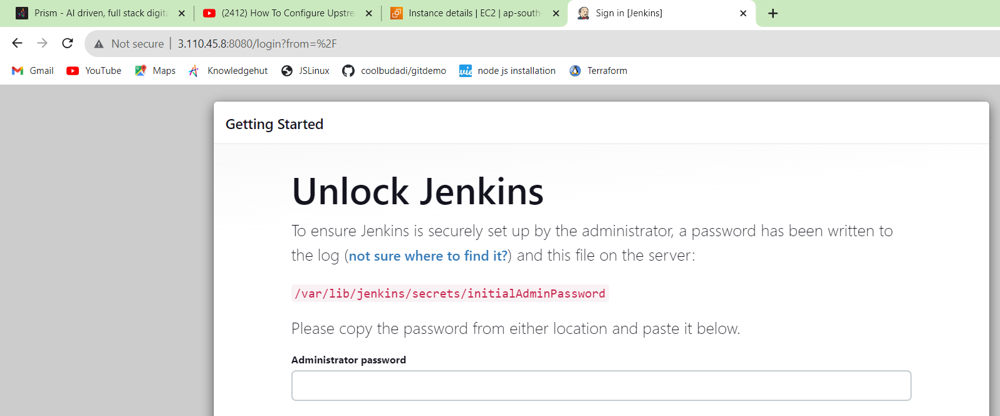 Prism - AI driven, full stack digita
(2412) How To Configure Upstre
Instance details | EC2 | ap-south-
Sign in [Jenkins]
Not secure | 3.110.45.8:8080/login?from=%2F
Gmail YouTube Maps Knowledgehut JSLinux coolbudadi/gitdemo node js installation Terraform
Getting Started
Unlock Jenkins
To ensure Jenkins is securely set up by the administrator, a password has been written to
the log (not sure where to find it?) and this file on the server:
/var/lib/jenkins/secrets/initialAdminPassword
Please copy the password from either location and paste it below.
Administrator password